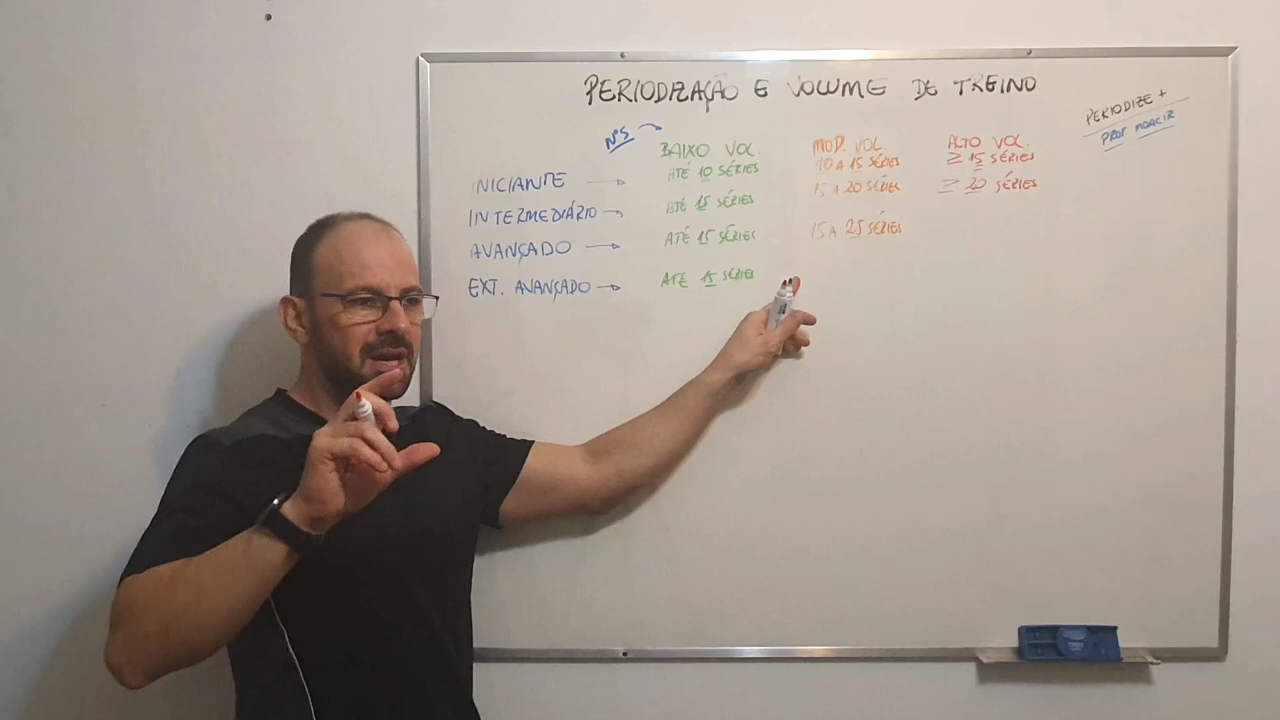 PERIODIZAÇÃO E VOLUME DE TREINO
PERIODIZE +
PROF MOACIR
NºS
BAIXO VOL. MOD. VOL. ALTO VOL.
INICIANTE ATÉ 10 SÉRIES 10 A 15 SÉRIES ≥ 15 SÉRIES
INTERMEDIÁRIO ATÉ 15 SÉRIES 15 A 20 SÉRIES ≥ 20 SÉRIES
AVANÇADO ATÉ 15 SÉRIES 15 A 25 SÉRIES
EXT. AVANÇADO ATÉ 15 SÉRIES